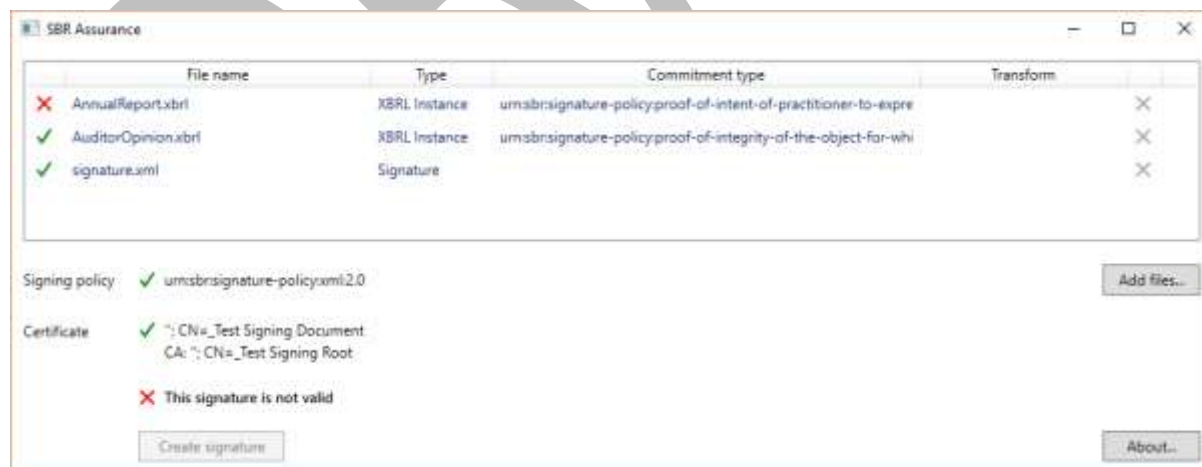 SBR Assurance
File name Type Commitment type Transform
AnnualReport.xbrl XBRL Instance urn:sbr:signature-policy:proof-of-intent-of-practitioner-to-expre
AuditorOpinion.xbrl XBRL Instance urn:sbr:signature-policy:proof-of-integrity-of-the-object-for-whi
signature.xml Signature
Signing policy urn:sbr:signature-policy:xml:2.0 Add files...
Certificate '; CN=_Test Signing Document
CA: '; CN=_Test Signing Root
This signature is not valid
Create signature About...